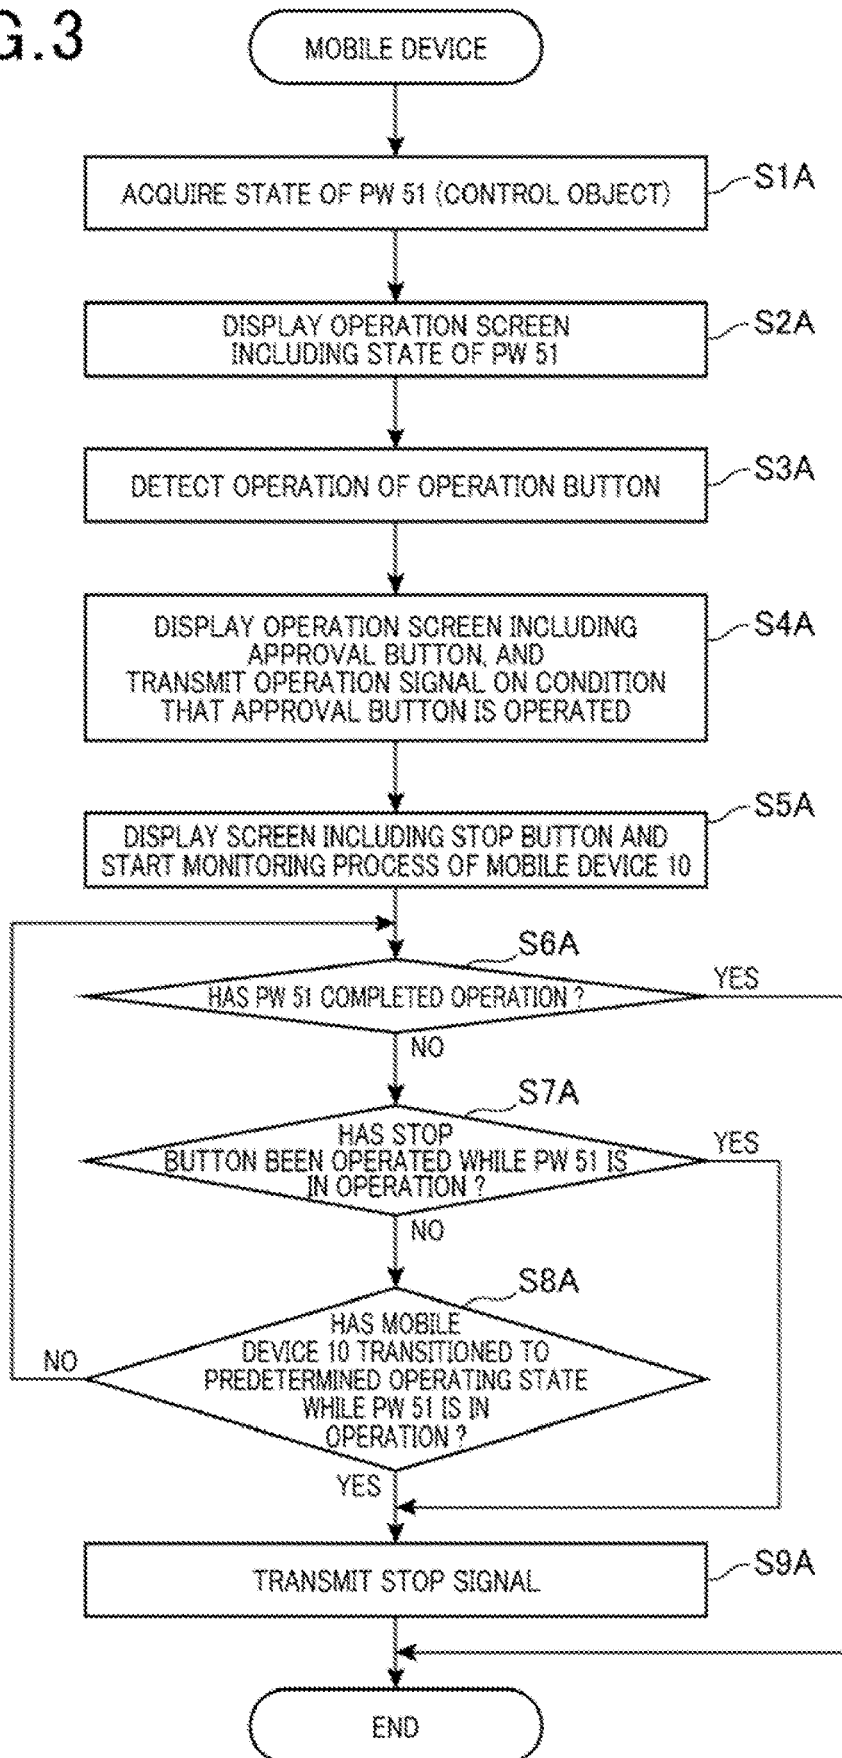 G.3
MOBILE DEVICE
ACQUIRE STATE OF PW 51 (CONTROL OBJECT)
S1A
DISPLAY OPERATION SCREEN
INCLUDING STATE OF PW 51
S2A
DETECT OPERATION OF OPERATION BUTTON
S3A
DISPLAY OPERATION SCREEN INCLUDING
APPROVAL BUTTON, AND
TRANSMIT OPERATION SIGNAL ON CONDITION
THAT APPROVAL BUTTON IS OPERATED
S4A
DISPLAY SCREEN INCLUDING STOP BUTTON AND
START MONITORING PROCESS OF MOBILE DEVICE 10
S5A
S6A
HAS PW 51 COMPLETED OPERATION ?
YES
NO
S7A
HAS STOP
BUTTON BEEN OPERATED WHILE PW 51 IS
IN OPERATION ?
YES
NO
S8A
HAS MOBILE
DEVICE 10 TRANSITIONED TO
PREDETERMINED OPERATING STATE
WHILE PW 51 IS IN
OPERATION ?
NO
YES
TRANSMIT STOP SIGNAL
S9A
END